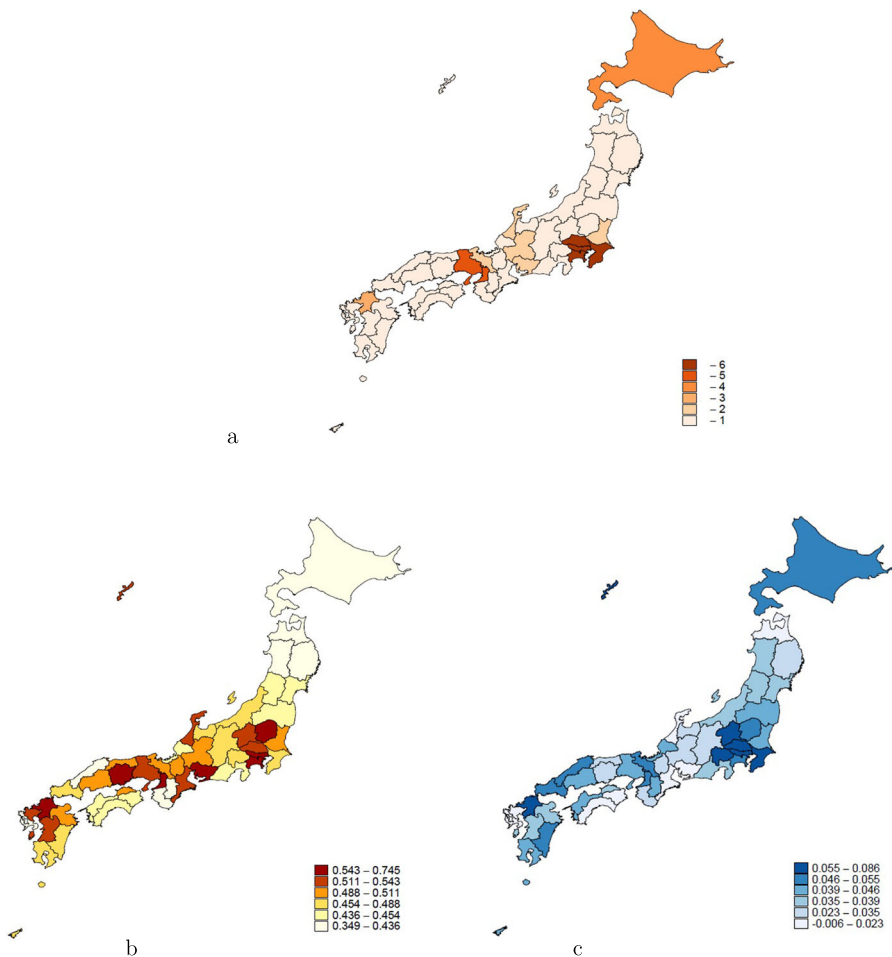 – 6
– 5
– 4
– 3
– 2
– 1
a
0.543 – 0.745
0.511 – 0.543
0.488 – 0.511
0.454 – 0.488
0.436 – 0.454
0.349 – 0.436
b
0.055 – 0.086
0.046 – 0.055
0.039 – 0.046
0.035 – 0.039
0.023 – 0.035
-0.006 – 0.023
c